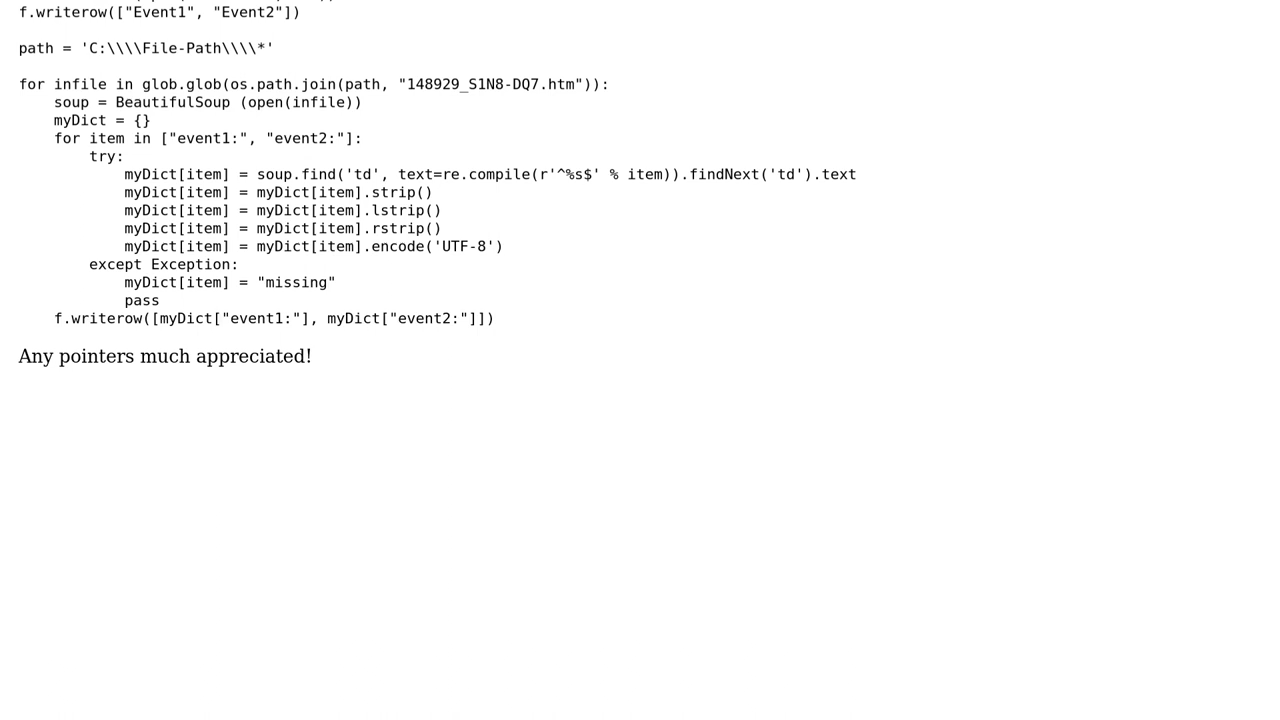 f.writerow(["Event1", "Event2"])
path = 'C:\\\\File-Path\\\\*'
for infile in glob.glob(os.path.join(path, "148929_S1N8-DQ7.htm")):
    soup = BeautifulSoup (open(infile))
    myDict = {}
    for item in ["event1:", "event2:"]:
        try:
            myDict[item] = soup.find('td', text=re.compile(r'^%s$' % item)).findNext('td').text
            myDict[item] = myDict[item].strip()
            myDict[item] = myDict[item].lstrip()
            myDict[item] = myDict[item].rstrip()
            myDict[item] = myDict[item].encode('UTF-8')
        except Exception:
            myDict[item] = "missing"
            pass
    f.writerow([myDict["event1:"], myDict["event2:"]])
Any pointers much appreciated!